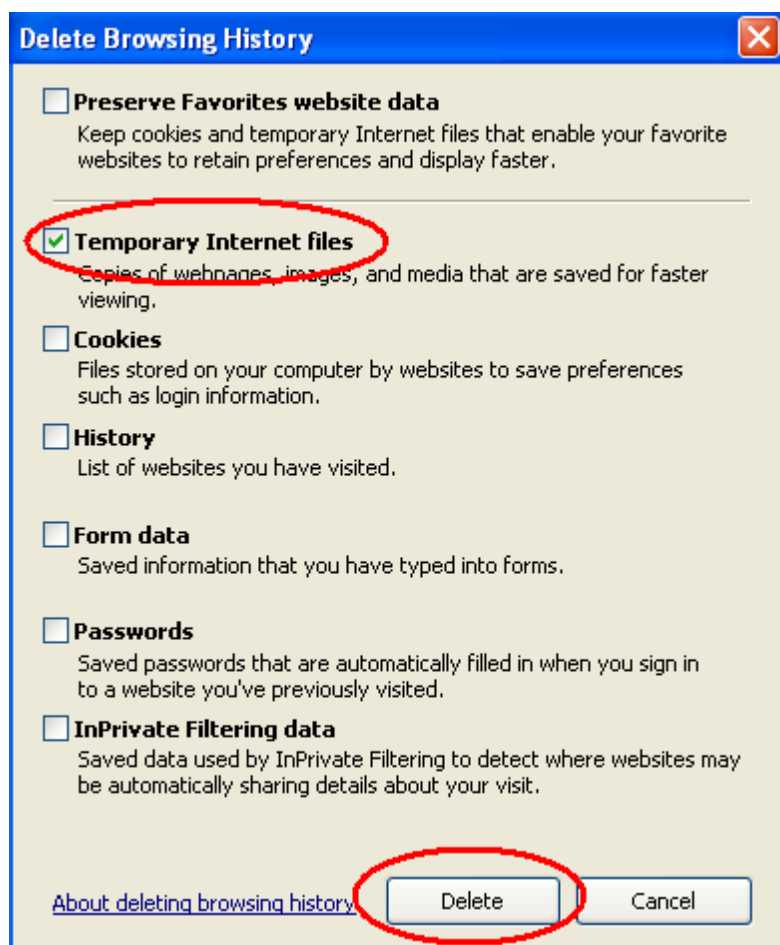 Delete Browsing History
Preserve Favorites website data
Keep cookies and temporary Internet files that enable your favorite
websites to retain preferences and display faster.
Temporary Internet files
Copies of webpages, images, and media that are saved for faster
viewing.
Cookies
Files stored on your computer by websites to save preferences
such as login information.
History
List of websites you have visited.
Form data
Saved information that you have typed into forms.
Passwords
Saved passwords that are automatically filled in when you sign in
to a website you've previously visited.
InPrivate Filtering data
Saved data used by InPrivate Filtering to detect where websites may
be automatically sharing details about your visit.
About deleting browsing history Delete Cancel